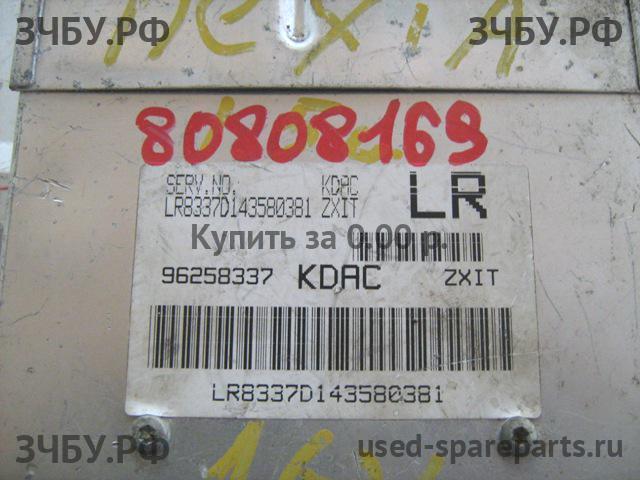 ЗЧБУ.РФ
ЗЧБУ.РФ
NEXIA
80808169
SERV.NO: KDAC
LR8337D143580381 ZXIT
LR
Купить за 0.00 р.
96258337 KDAC ZXIT
LR8337D143580381
ЗЧБУ.РФ
used-spareparts.ru